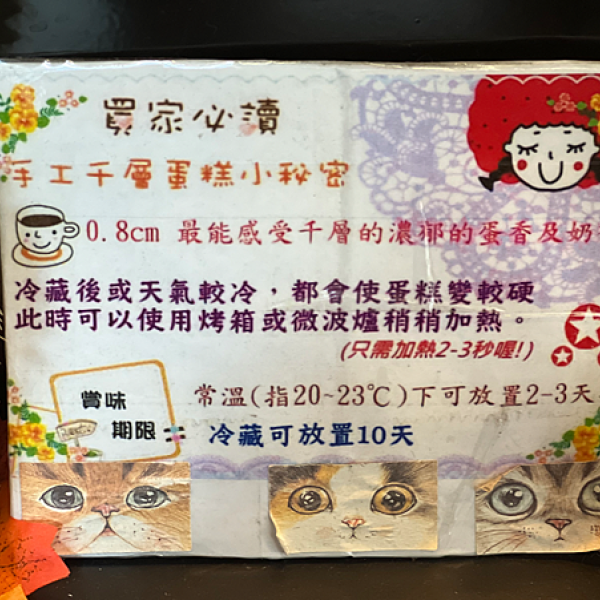 買家必讀
手工千層蛋糕小秘密
0.8cm 最能感受千層的濃郁的蛋香及奶
冷藏後或天氣較冷，都會使蛋糕變較硬
此時可以使用烤箱或微波爐稍稍加熱。
(只需加熱2-3秒喔!)
賞味
期限
常溫(指20~23℃)下可放置2-3天
冷藏可放置10天